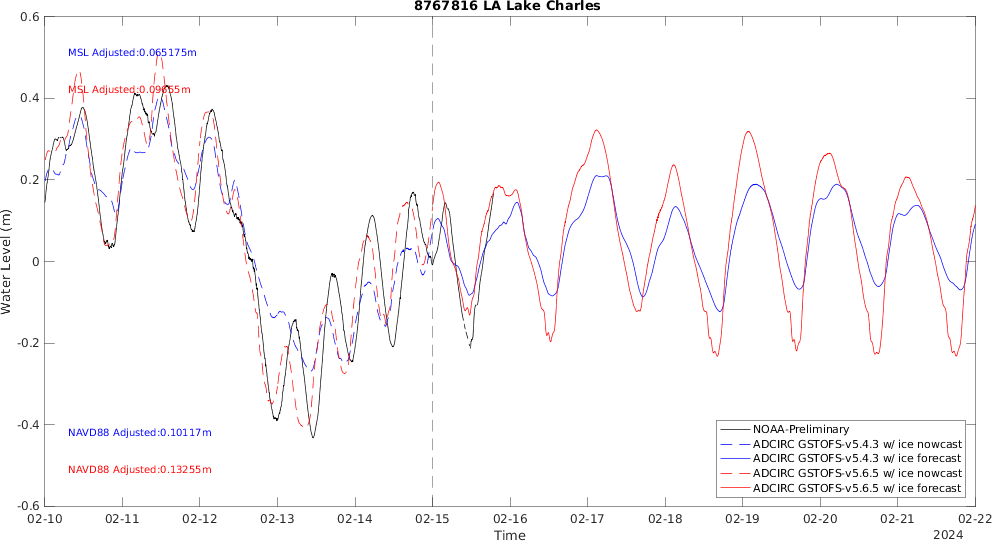 8767816 LA Lake Charles
0.6
0.4
0.2
0
-0.2
-0.4
-0.6
Water Level (m)
MSL Adjusted:0.065175m
NAVD88 Adjusted:0.10117m
NAVD88 Adjusted:0.13255m
NOAA-Preliminary
ADCIRC GSTOFS-v5.4.3 w/ ice nowcast
ADCIRC GSTOFS-v5.4.3 w/ ice forecast
ADCIRC GSTOFS-v5.6.5 w/ ice nowcast
ADCIRC GSTOFS-v5.6.5 w/ ice forecast
02-10 02-11 02-12 02-13 02-14 02-15 02-16 02-17 02-18 02-19 02-20 02-21 02-22
Time
2024